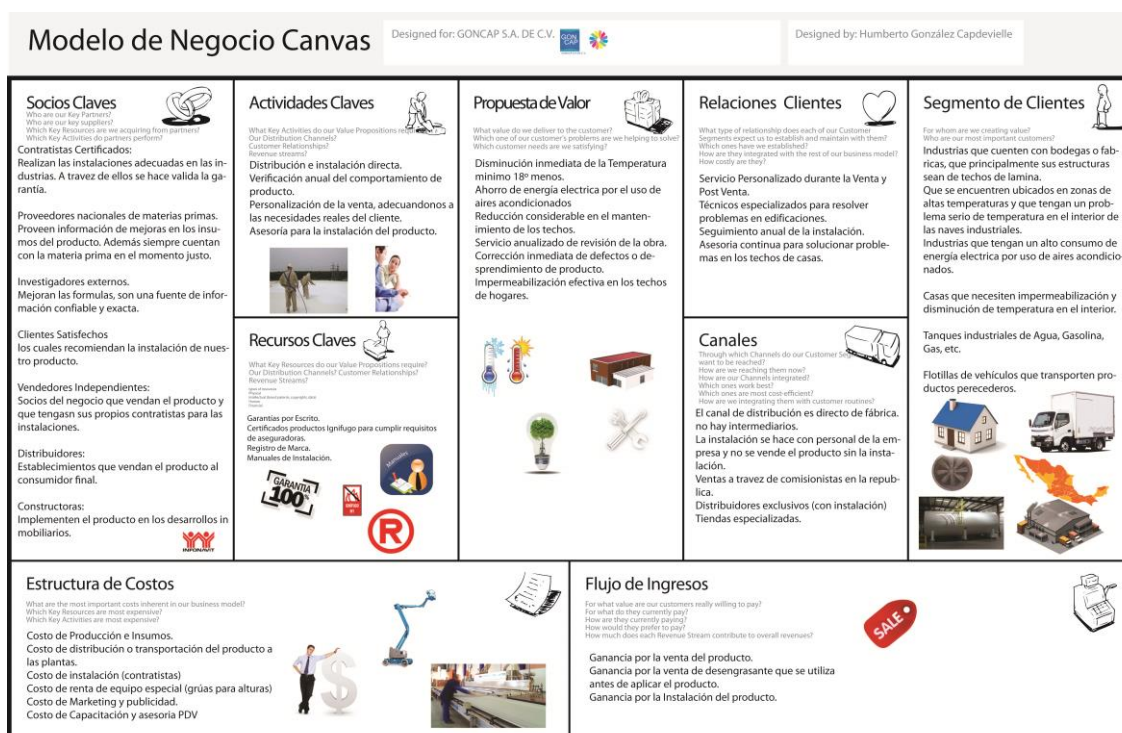 Modelo de Negocio Canvas
Designed for: GONCAP S.A. DE C.V.
GON
CAP
Designed by: Humberto González Capdevielle
Socios Claves
Who are our Key Partners?
Who are our key suppliers?
Which Key Resources are we acquiring from partners?
Which Key Activities do partners perform?
Contratistas Certificados:
Realizan las instalaciones adecuadas en las in-
dustrias. A travez de ellos se hace valida la ga-
rantía.
Proveedores nacionales de materias primas.
Proveen información de mejoras en los insu-
mos del producto. Además siempre cuentan
con la materia prima en el momento justo.
Investigadores externos.
Mejoran las formulas, son una fuente de infor-
mación confiable y exacta.
Clientes Satisfechos
los cuales recomiendan la instalación de nues-
tro producto.
Vendedores Independientes:
Socios del negocio que vendan el producto y
que tengasn sus propios contratistas para las
instalaciones.
Distribuidores:
Establecimientos que vendan el producto al
consumidor final.
Constructoras:
Implementen el producto en los desarrollos in
mobiliarios.
INFONAVIT
Actividades Claves
What Key Activities do our Value Propositions require?
Our Distribution Channels?
Customer Relationships?
Revenue streams?
Distribución e instalación directa.
Verificación anual del comportamiento de
producto.
Personalización de la venta, adecuandonos a
las necesidades reales del cliente.
Asesoría para la instalación del producto.
Recursos Claves
What Key Resources do our Value Propositions require?
Our Distribution Channels? Customer Relationships?
Revenue Streams?
Garantías por Escrito.
Certificados productos Ignifugo para cumplir requisitos
de aseguradoras.
Registro de Marca.
Manuales de Instalación.
Manuales
GARANTIA
100%
R
Propuesta de Valor
What value do we deliver to the customer?
Which one of our customer's problems are we helping to solve?
Which customer needs are we satisfying?
Disminución inmediata de la Temperatura
minimo 18º menos.
Ahorro de energía electrica por el uso de
aires acondicionados
Reducción considerable en el manten-
imiento de los techos.
Servicio anualizado de revisión de la obra.
Corrección inmediata de defectos o de-
sprendimiento de producto.
Impermeabilización efectiva en los techos
de hogares.
Relaciones Clientes
What type of relationship does each of our Customer
Segments expect us to establish and maintain with them?
Which ones have we established?
How are they integrated with the rest of our business model?
How costly are they?
Servicio Personalizado durante la Venta y
Post Venta.
Técnicos especializados para resolver
problemas en edificaciones.
Seguimiento anual de la instalación.
Asesoria continua para solucionar proble-
mas en los techos de casas.
Canales
Through which Channels do our Customer Seg
want to be reached?
How are we reaching them now?
How are our Channels integrated?
Which ones work best?
Which ones are most cost-efficient?
How are we integrating them with customer routines?
El canal de distribución es directo de fábrica.
no hay intermediarios.
La instalación se hace con personal de la em-
presa y no se vende el producto sin la insta-
lación.
Ventas a travez de comisionistas en la repub-
lica.
Distribuidores exclusivos (con instalación)
Tiendas especializadas.
Segmento de Clientes
For whom are we creating value?
Who are our most important customers?
Industrias que cuenten con bodegas o fab-
ricas, que principalmente sus estructuras
sean de techos de lamina.
Que se encuentren ubicados en zonas de
altas temperaturas y que tengan un prob-
lema serio de temperatura en el interior de
las naves industriales.
Industrias que tengan un alto consumo de
energía electrica por uso de aires acondicio-
nados.
Casas que necesiten impermeabilización y
disminución de temperatura en el interior.
Tanques industriales de Agua, Gasolina,
Gas, etc.
Flotillas de vehículos que transporten pro-
ductos perecederos.
Estructura de Costos
What are the most important costs inherent in our business model?
Which Key Resources are most expensive?
Which Key Activities are most expensive?
Costo de Producción e Insumos.
Costo de distribución o transportación del producto a
las plantas.
Costo de instalación (contratistas)
Costo de renta de equipo especial (grúas para alturas)
Costo de Marketing y publicidad.
Costo de Capacitación y asesoria PDV
Flujo de Ingresos
For what value are our customers really willing to pay?
For what do they currently pay?
How are they currently paying?
How would they prefer to pay?
How much does each Revenue Stream contribute to overall revenues?
Ganancia por la venta del producto.
Ganancia por la venta de desengrasante que se utiliza
antes de aplicar el producto.
Ganancia por la Instalación del producto.
SALE